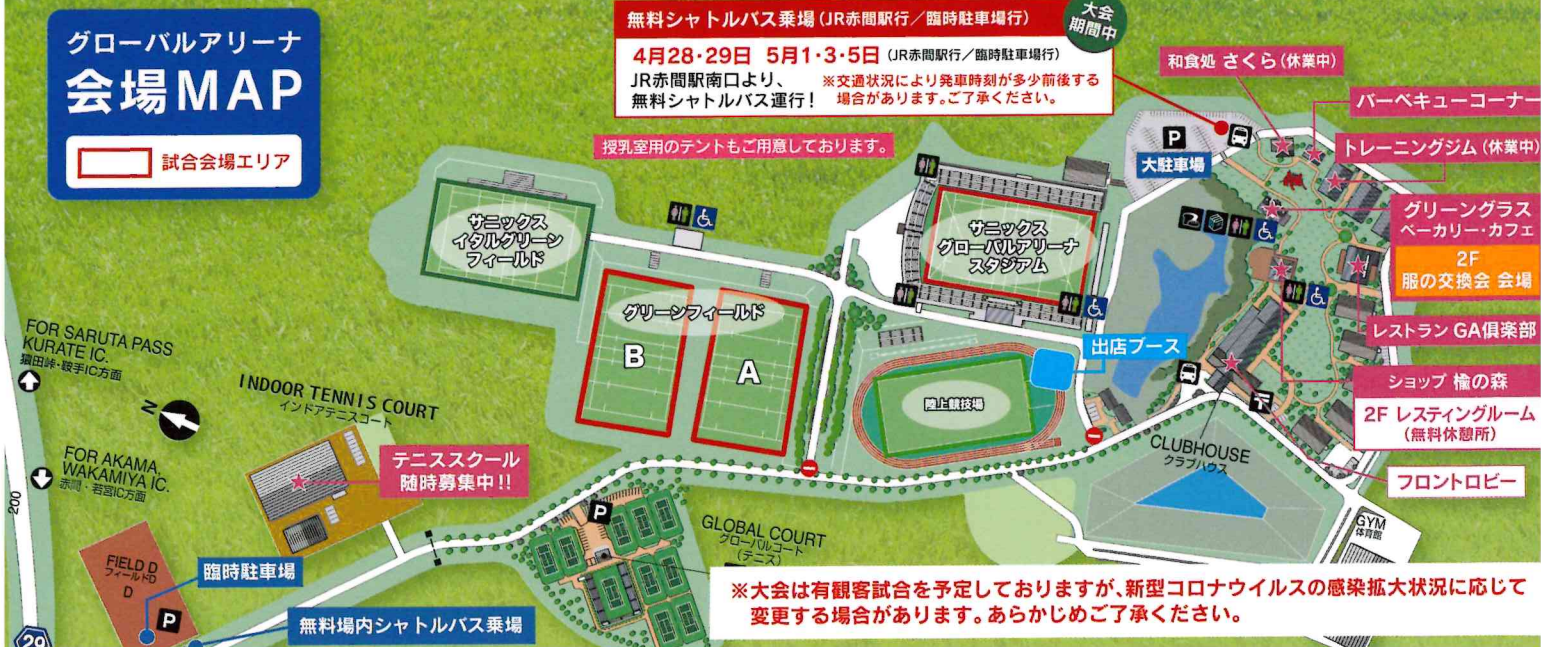 グローバルアリーナ
会場MAP
試合会場エリア
無料シャトルバス乗場(JR赤間駅行/臨時駐車場行)
大会
期間中
4月28・29日 5月1・3・5日(JR赤間駅行/臨時駐車場行)
JR赤間駅南口より、
無料シャトルバス運行!
※交通状況により発車時刻が多少前後する
場合があります。ご了承ください。
授乳室用のテントもご用意しております。
和食処 さくら(休業中)
バーベキューコーナー
トレーニングジム(休業中)
P
大駐車場
グリーングラス
ベーカリー・カフェ
2F
服の交換会 会場
レストラン GA倶楽部
ショップ 楡の森
2F レスティングルーム
(無料休憩所)
フロントロビー
サニックス
イタルグリーン
フィールド
サニックス
グローバルアリーナ
スタジアム
グリーンフィールド
B
A
出店ブース
陸上競技場
CLUBHOUSE
クラブハウス
GYM
体育館
FOR SARUTA PASS
KURATE IC.
猿田峠・鞍手IC方面
N
INDOOR TENNIS COURT
インドアテニスコート
FOR AKAMA,
WAKAMIYA IC.
赤間・若宮IC方面
テニススクール
随時募集中!!
200
P
GLOBAL COURT
グローバルコート
(テニス)
FIELD D
フィールドD
D
P
臨時駐車場
無料場内シャトルバス乗場
29
※大会は有観客試合を予定しておりますが、新型コロナウイルスの感染拡大状況に応じて
変更する場合があります。あらかじめご了承ください。